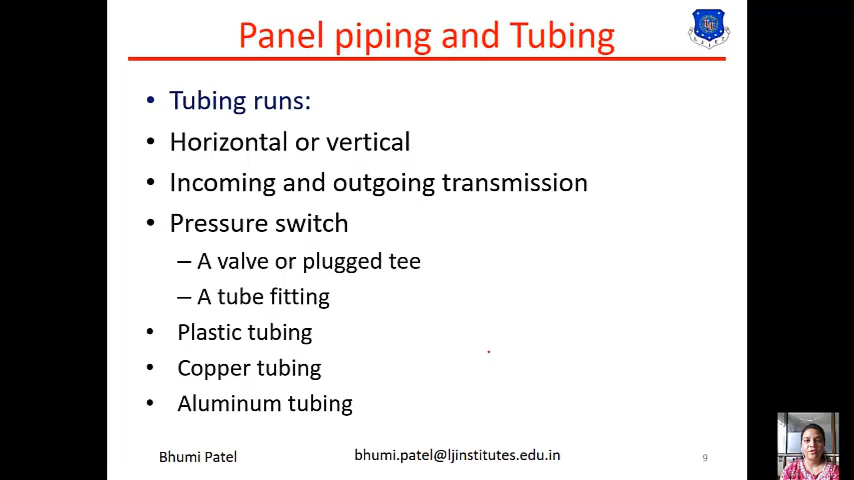 Panel piping and Tubing
• Tubing runs:
• Horizontal or vertical
• Incoming and outgoing transmission
• Pressure switch
– A valve or plugged tee
– A tube fitting
• Plastic tubing
• Copper tubing
• Aluminum tubing
Bhumi Patel
bhumi.patel@ljinstitutes.edu.in
9